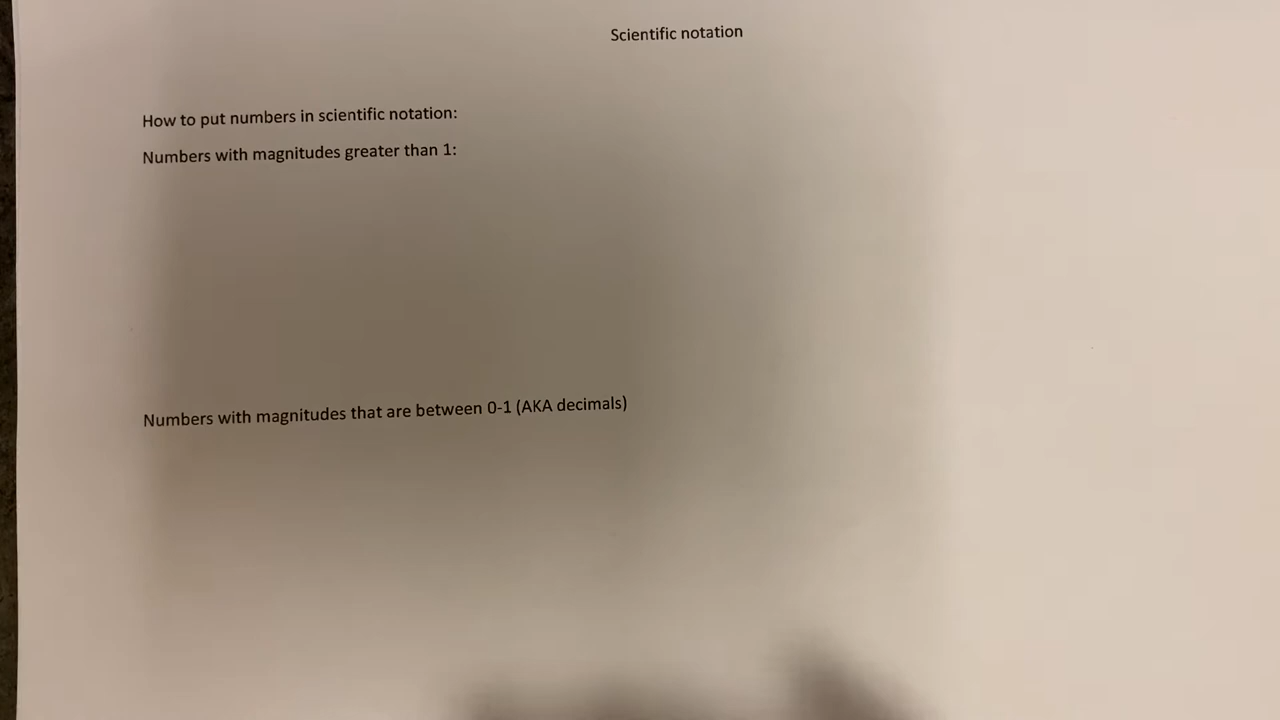 Scientific notation
How to put numbers in scientific notation:
Numbers with magnitudes greater than 1:
Numbers with magnitudes that are between 0-1 (AKA decimals)